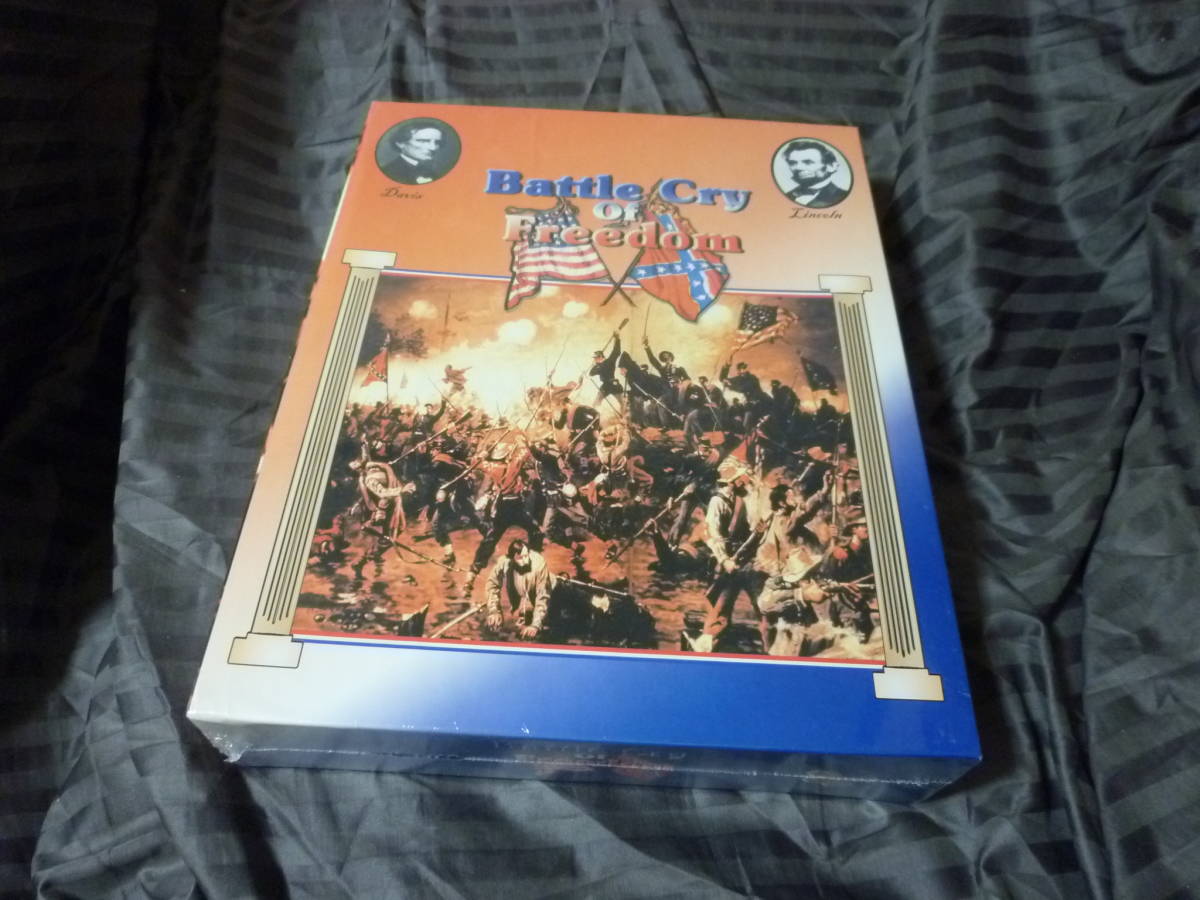 Davis
Lincoln
Battle Cry
of
Freedom